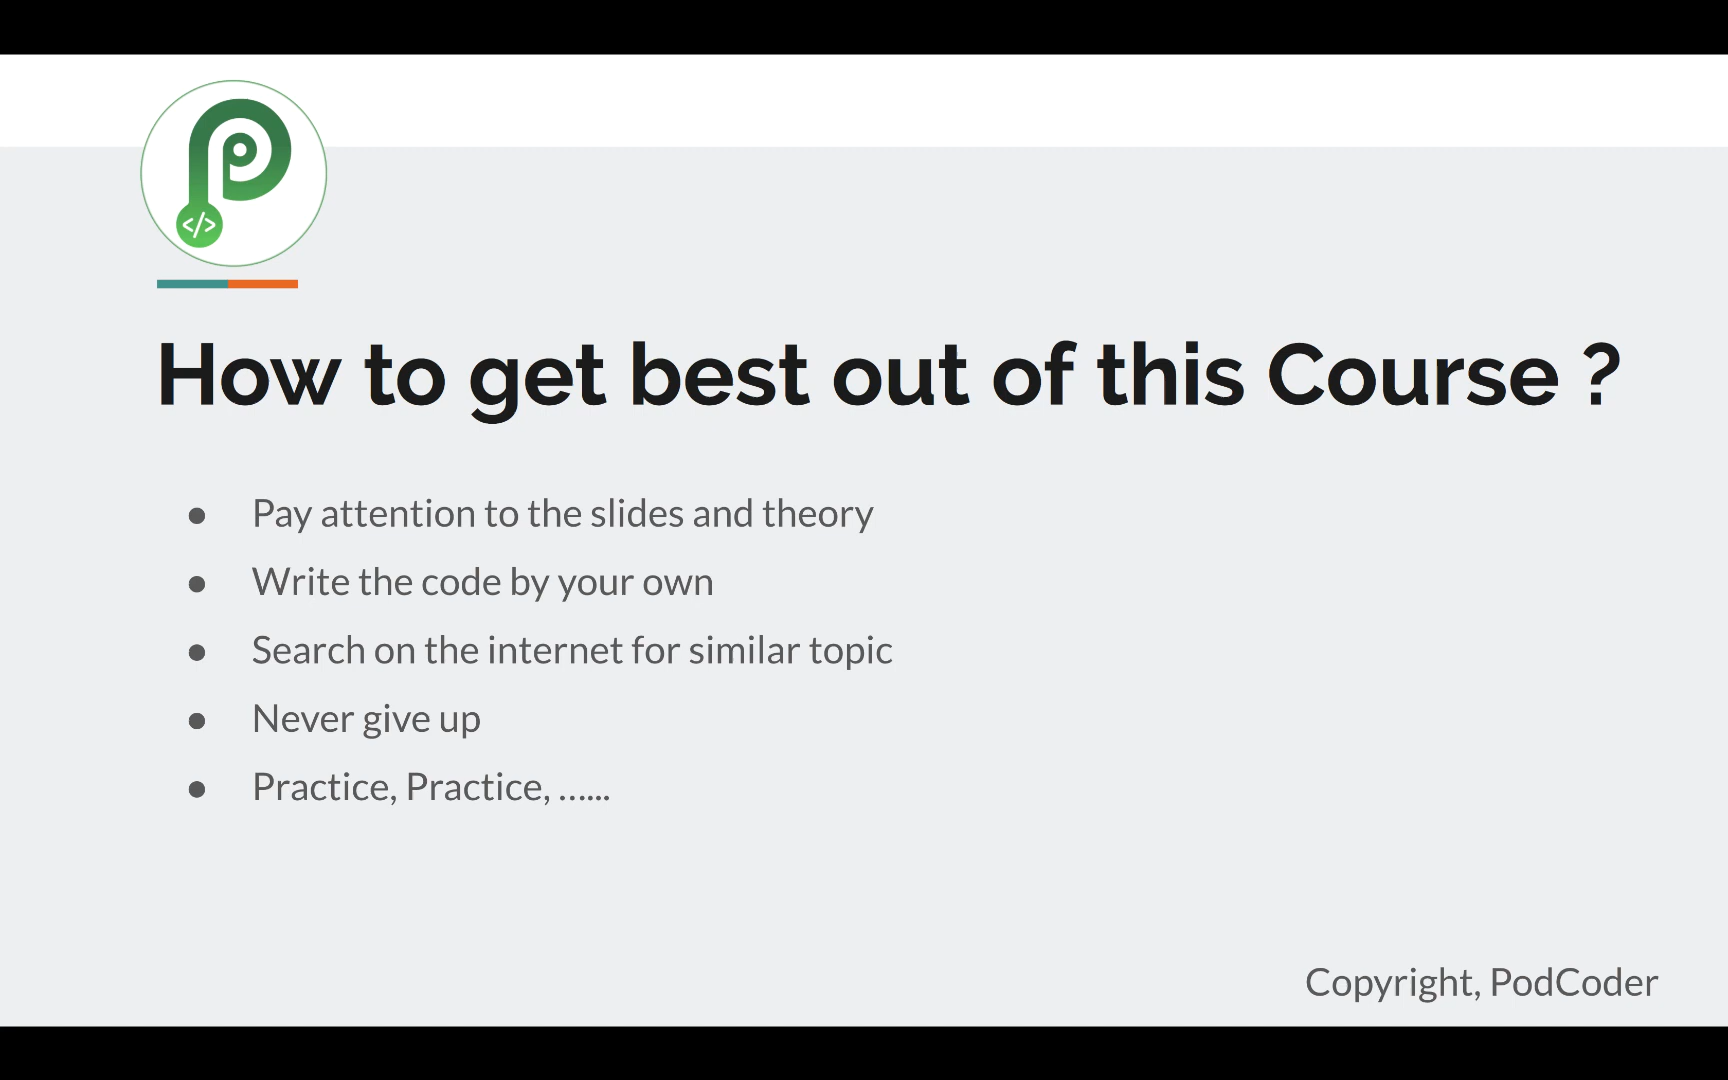 </>
How to get best out of this Course ?
● Pay attention to the slides and theory
● Write the code by your own
● Search on the internet for similar topic
● Never give up
● Practice, Practice, ......
Copyright, PodCoder